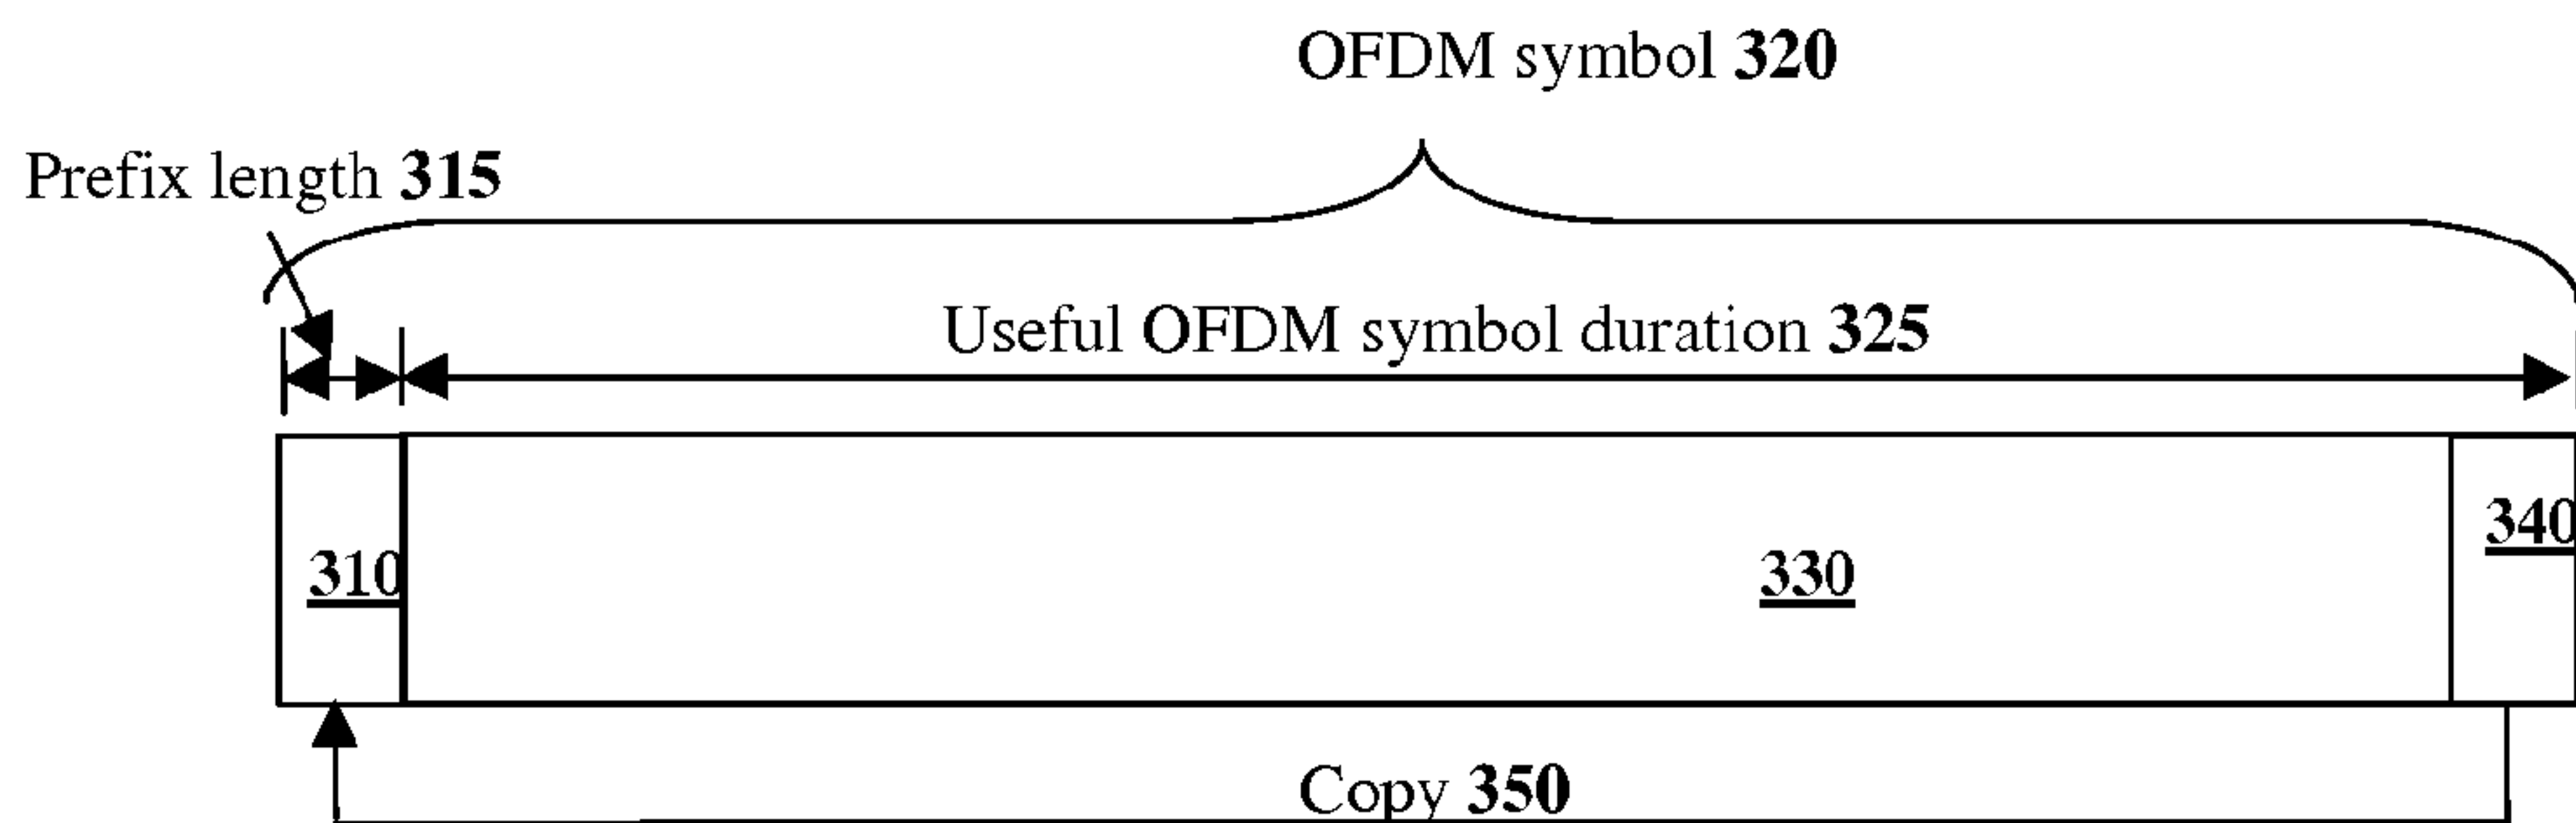 OFDM symbol 320
Prefix length 315
Useful OFDM symbol duration 325
340
310
330
Copy 350